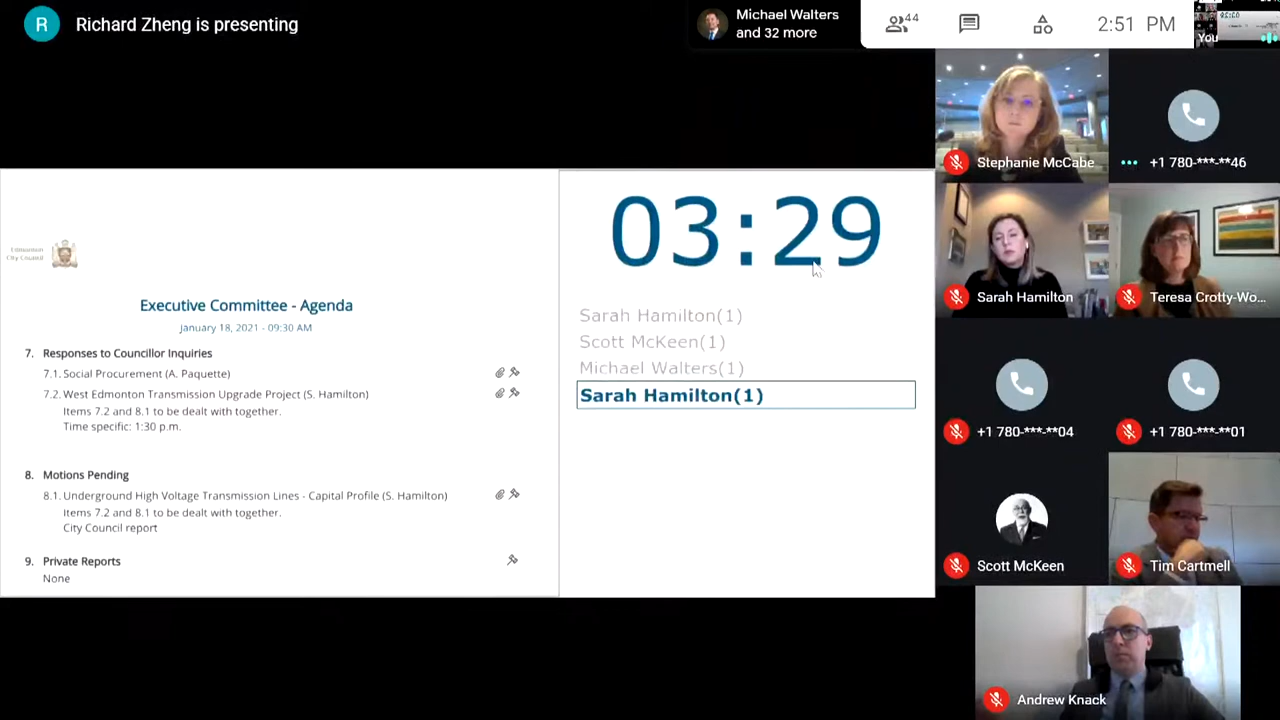 R
Richard Zheng is presenting
Michael Walters
and 32 more
44
2:51 PM
You
Stephanie McCabe
+1 780-***-**46
Sarah Hamilton
Teresa Crotty-Wo...
+1 780-***-**04
+1 780-***-**01
Scott McKeen
Tim Cartmell
Andrew Knack
Edmonton
City Council
Executive Committee - Agenda
January 18, 2021 - 09:30 AM
7. Responses to Councillor Inquiries
7.1. Social Procurement (A. Paquette)
7.2. West Edmonton Transmission Upgrade Project (S. Hamilton)
Items 7.2 and 8.1 to be dealt with together.
Time specific: 1:30 p.m.
8. Motions Pending
8.1. Underground High Voltage Transmission Lines - Capital Profile (S. Hamilton)
Items 7.2 and 8.1 to be dealt with together.
City Council report
9. Private Reports
None
03:29
Sarah Hamilton(1)
Scott McKeen(1)
Michael Walters(1)
Sarah Hamilton(1)